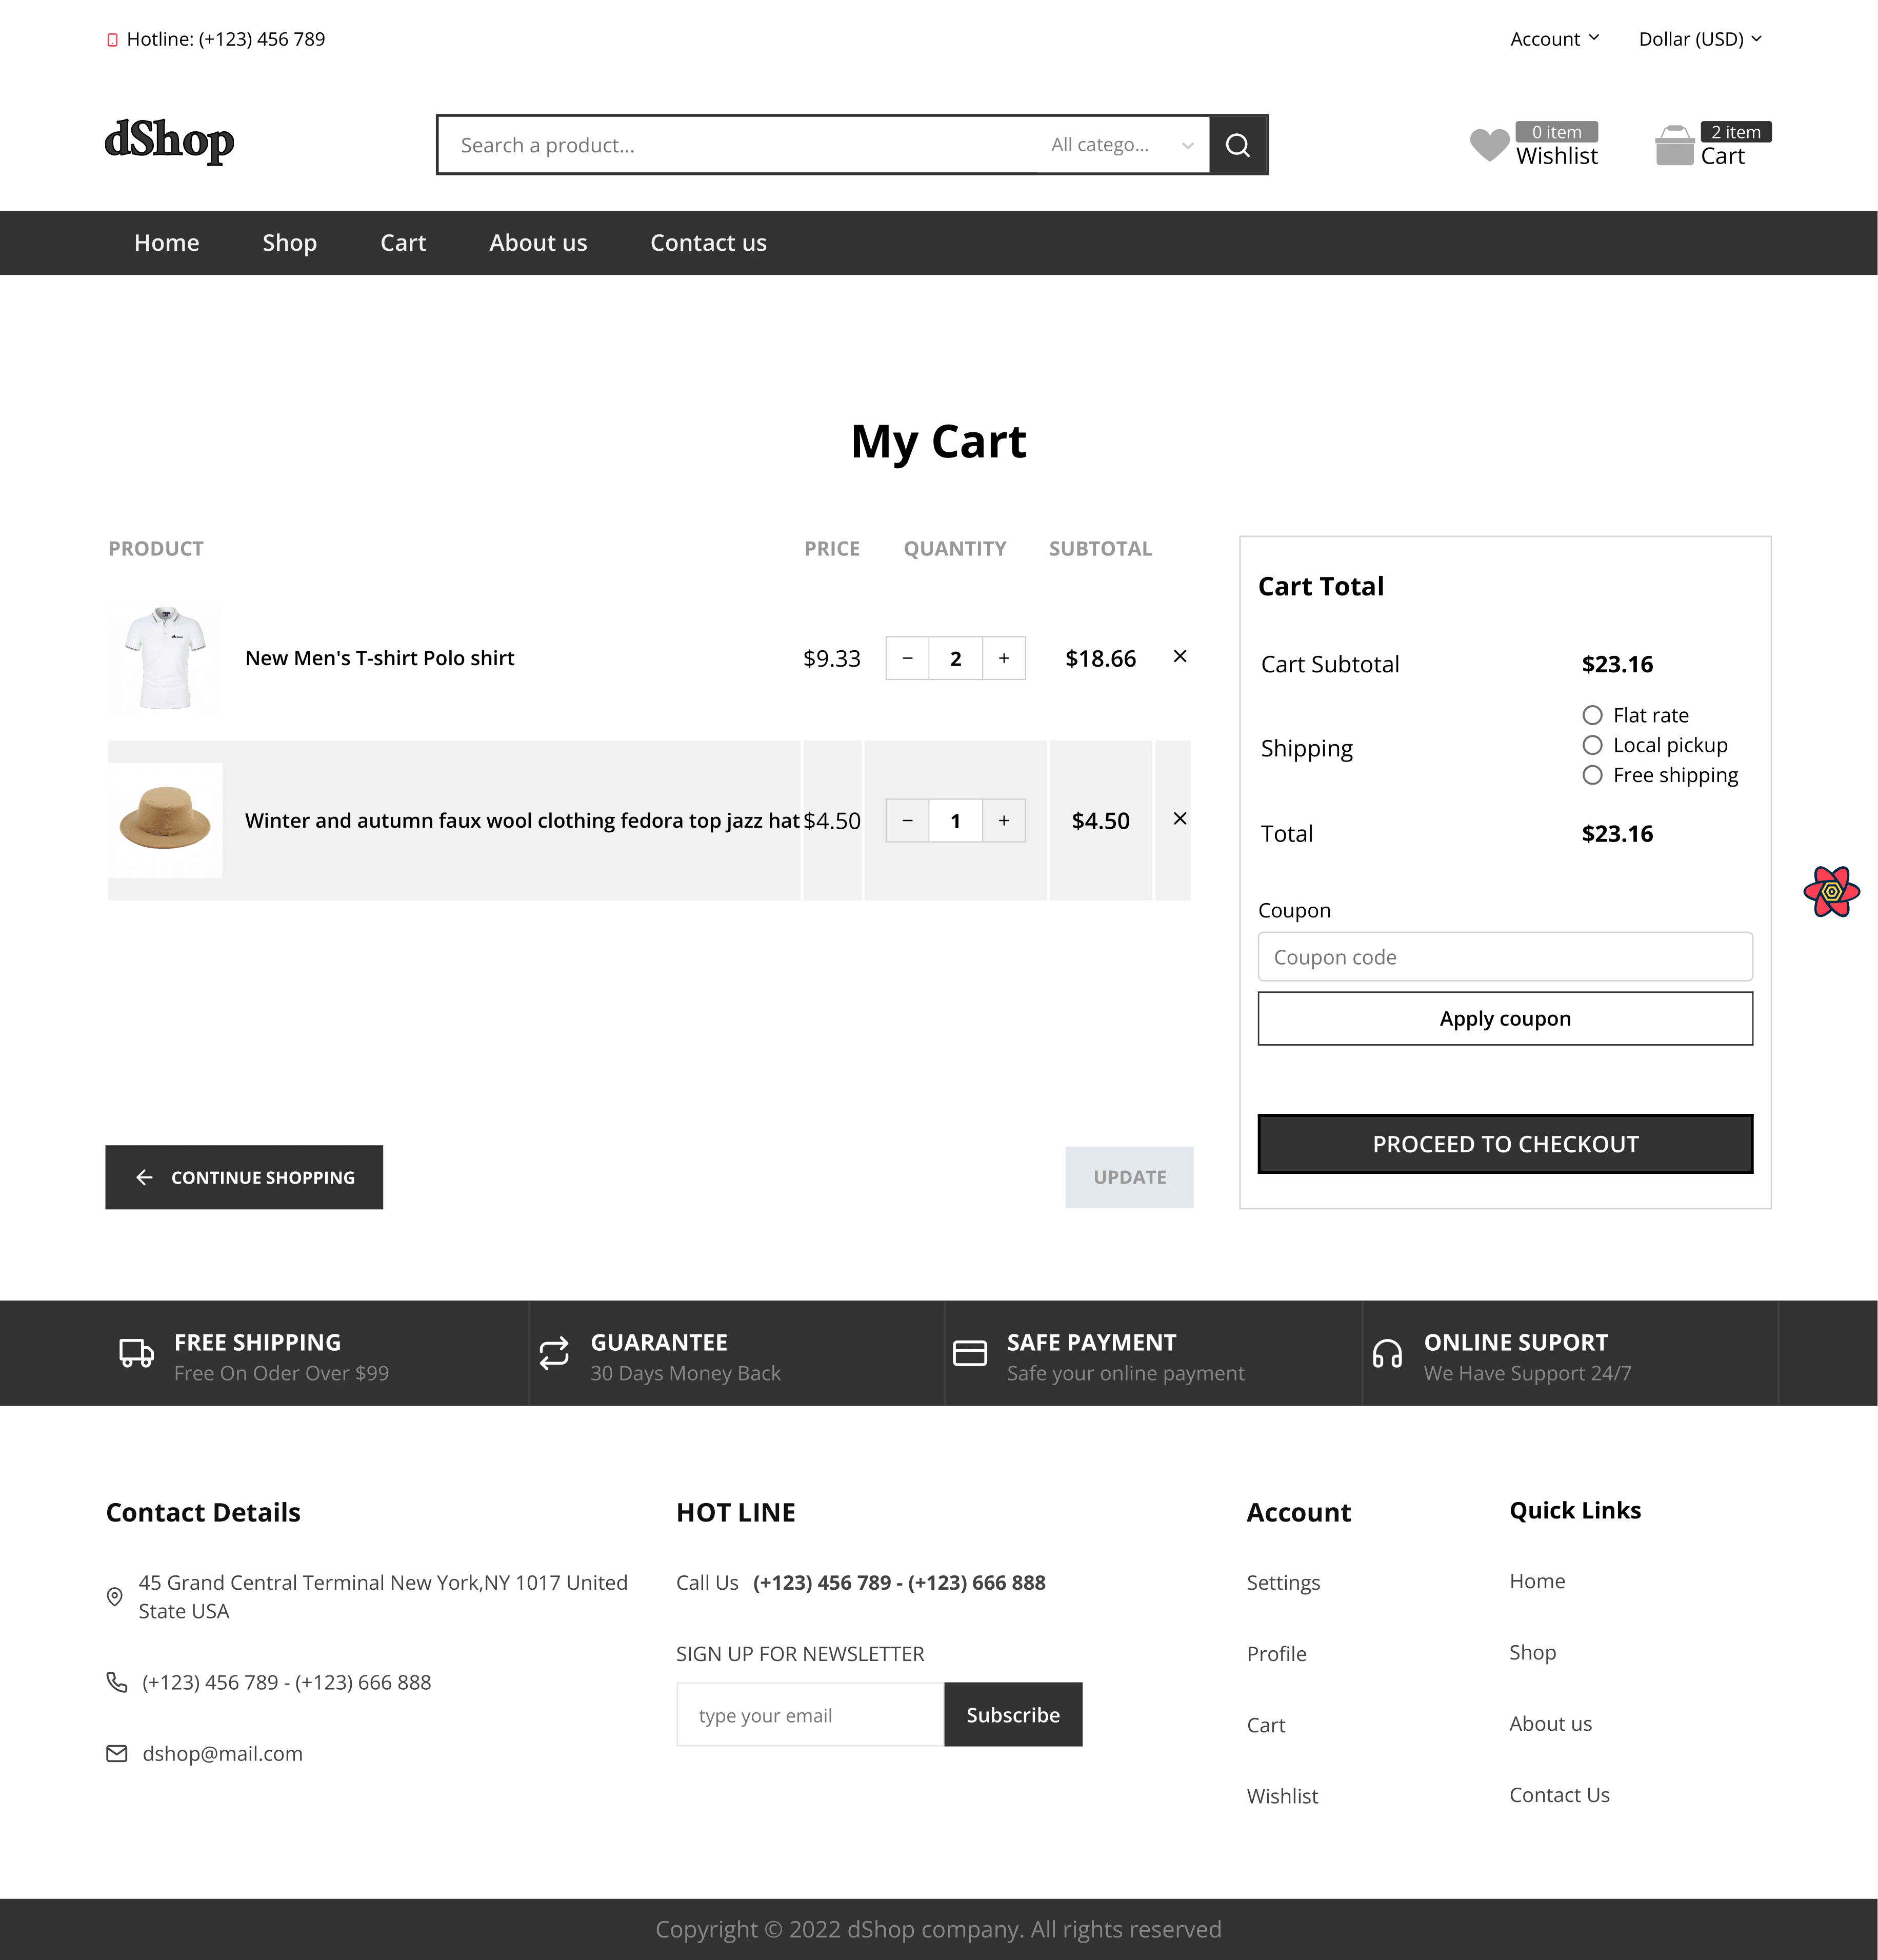 Hotline: (+123) 456 789
Account
Dollar (USD)
dShop
Search a product...
All catego...
0 item
Wishlist
2 item
Cart
Home
Shop
Cart
About us
Contact us
My Cart
PRODUCT
PRICE
QUANTITY
SUBTOTAL
New Men's T-shirt Polo shirt
$9.33
− 2 +
$18.66
×
Winter and autumn faux wool clothing fedora top jazz hat
$4.50
− 1 +
$4.50
×
Cart Total
Cart Subtotal
$23.16
Shipping
Flat rate
Local pickup
Free shipping
Total
$23.16
Coupon
Coupon code
Apply coupon
PROCEED TO CHECKOUT
CONTINUE SHOPPING
UPDATE
FREE SHIPPING
Free On Oder Over $99
GUARANTEE
30 Days Money Back
SAFE PAYMENT
Safe your online payment
ONLINE SUPORT
We Have Support 24/7
Contact Details
45 Grand Central Terminal New York,NY 1017 United
State USA
(+123) 456 789 - (+123) 666 888
dshop@mail.com
HOT LINE
Call Us (+123) 456 789 - (+123) 666 888
SIGN UP FOR NEWSLETTER
type your email
Subscribe
Account
Settings
Profile
Cart
Wishlist
Quick Links
Home
Shop
About us
Contact Us
Copyright © 2022 dShop company. All rights reserved